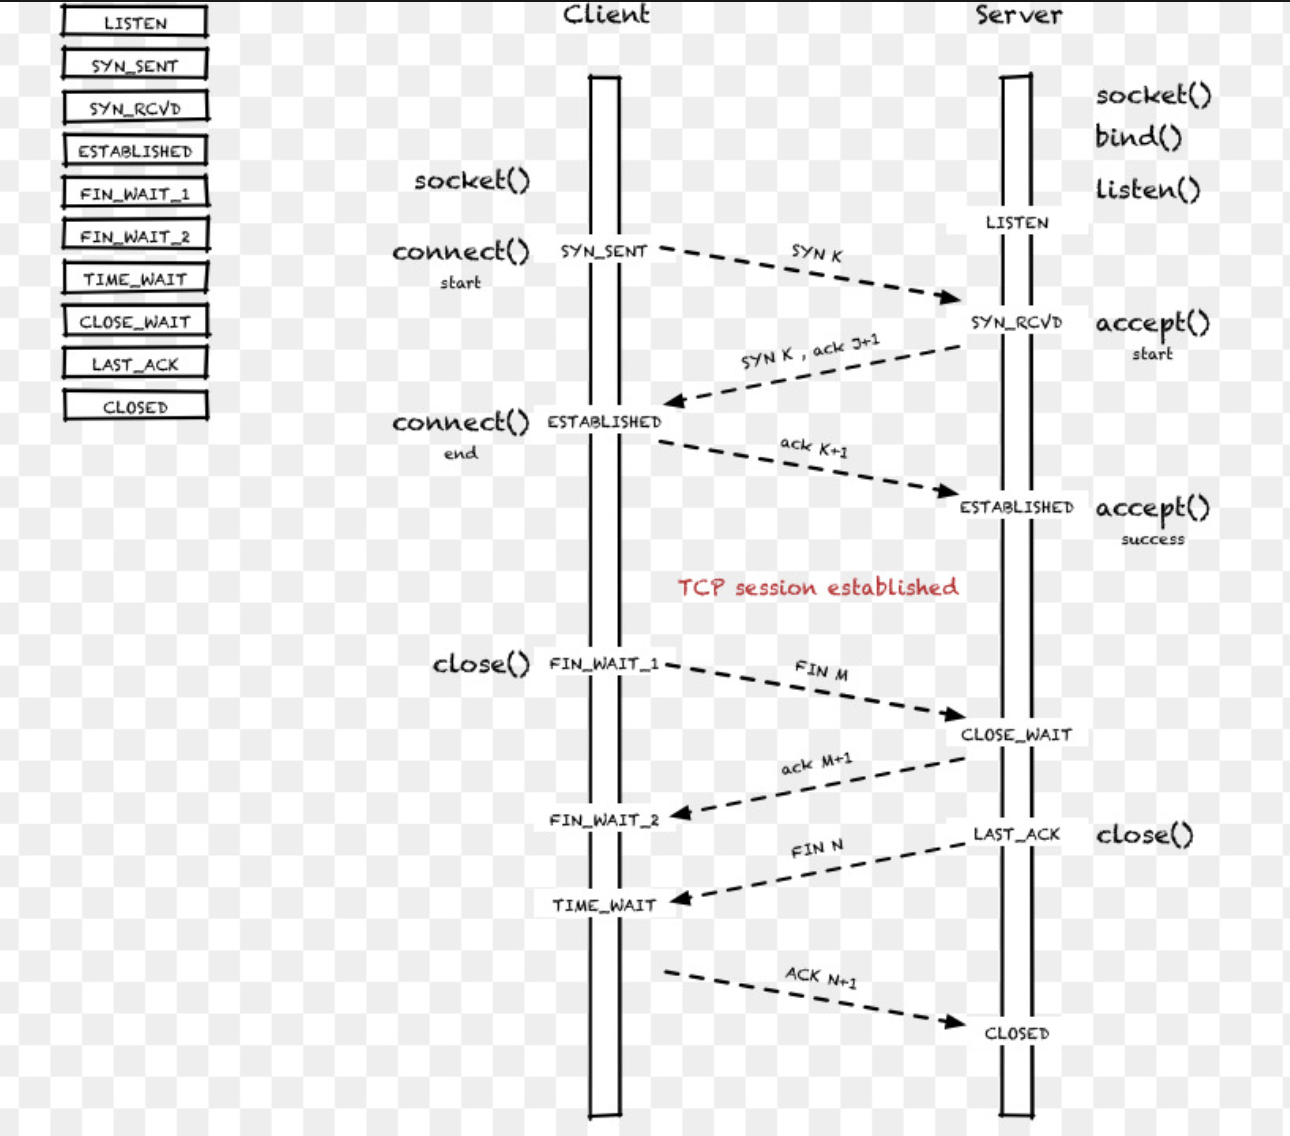 LISTEN
SYN_SENT
SYN_RCVD
ESTABLISHED
FIN_WAIT_1
FIN_WAIT_2
TIME_WAIT
CLOSE_WAIT
LAST_ACK
CLOSED
Client
Server
socket()
bind()
socket()
listen()
LISTEN
connect()
start
SYN_SENT
SYN K
SYN_RCVD
accept()
start
SYN K , ack J+1
connect()
end
ESTABLISHED
ack K+1
ESTABLISHED
accept()
success
TCP session established
close()
FIN_WAIT_1
FIN M
CLOSE_WAIT
ack M+1
FIN_WAIT_2
LAST_ACK
close()
FIN N
TIME_WAIT
ACK N+1
CLOSED